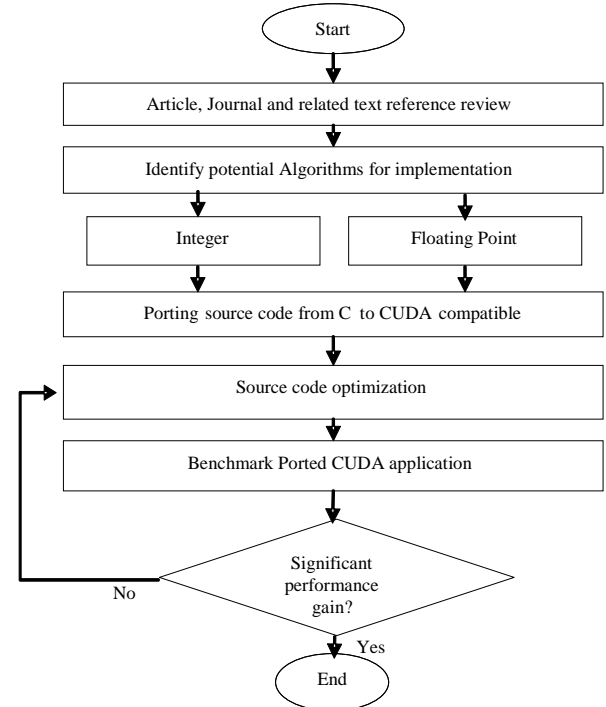 Start
Article, Journal and related text reference review
Identify potential Algorithms for implementation
Integer
Floating Point
Porting source code from C to CUDA compatible
Source code optimization
Benchmark Ported CUDA application
Significant
performance
gain?
No
Yes
End